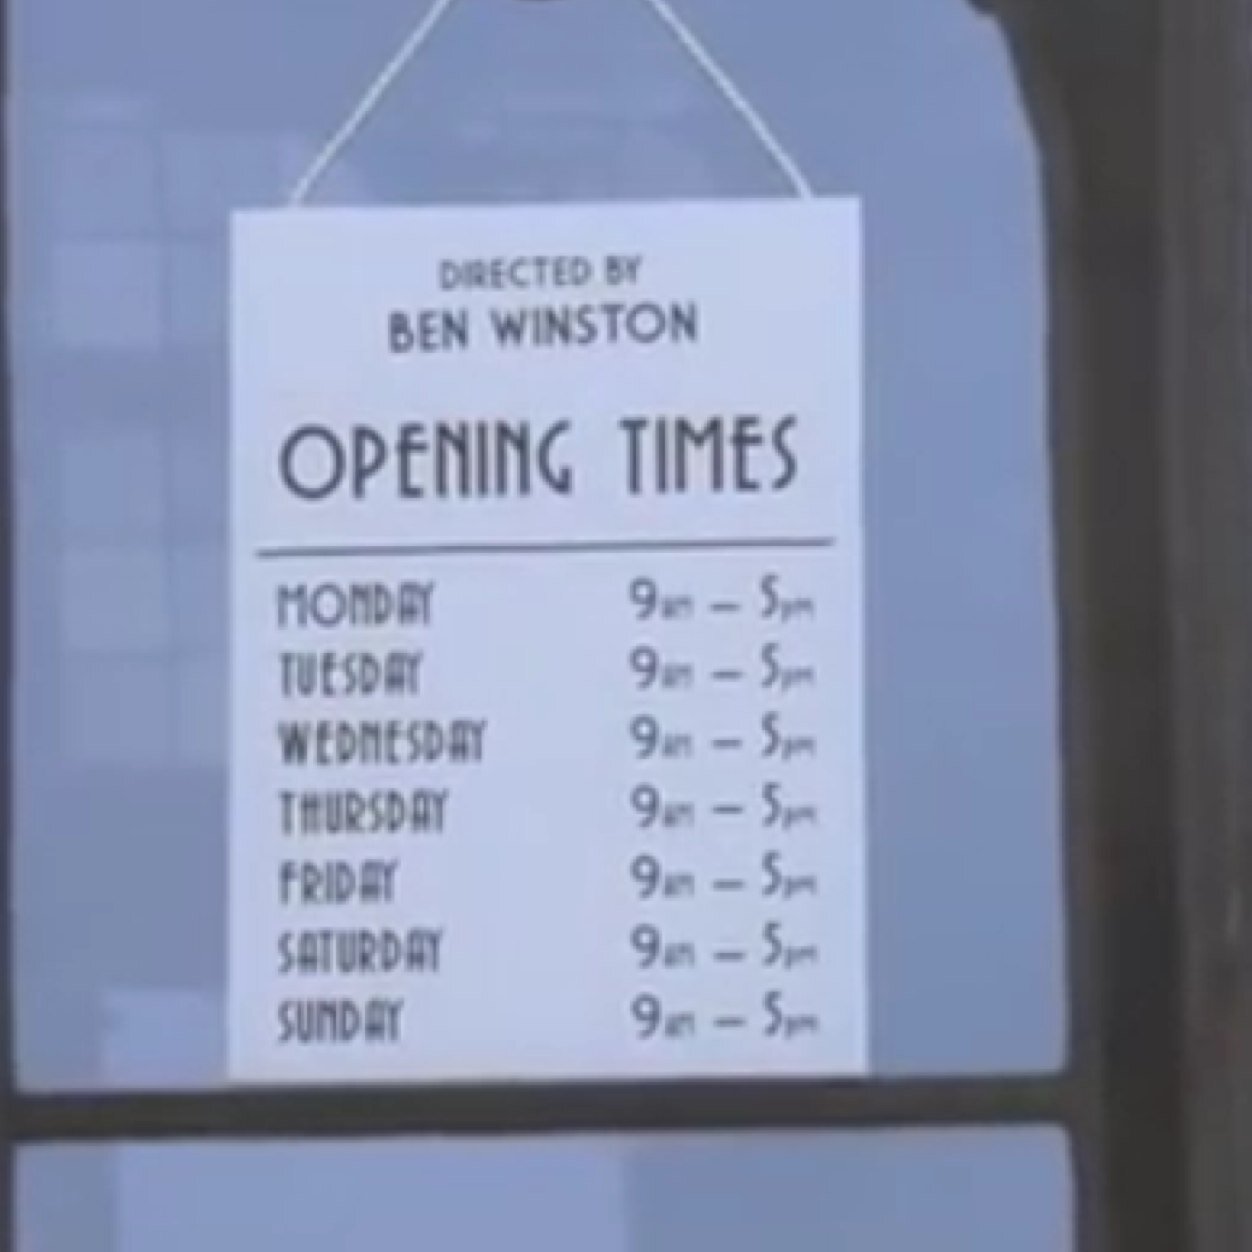 DIRECTED BY
BEN WINSTON
OPENING TIMES
MONDAY 9am – 5pm
TUESDAY 9am – 5pm
WEDNESDAY 9am – 5pm
THURSDAY 9am – 5pm
FRIDAY 9am – 5pm
SATURDAY 9am – 5pm
SUNDAY 9am – 5pm